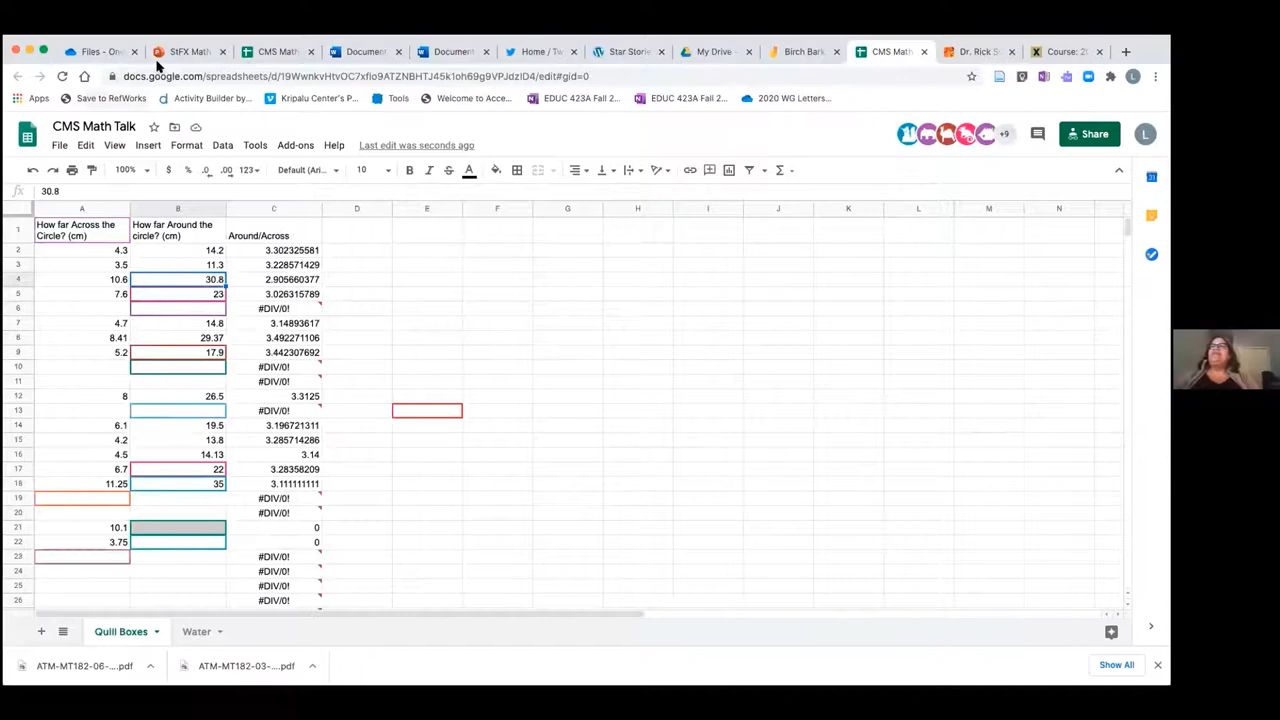 Files - One
StFX Math
CMS Math
Document
Document
Home / Tw
Star Storie
My Drive -
Birch Bark
CMS Math
Dr. Rick S
Course: 20
docs.google.com/spreadsheets/d/19WwnkvHtvOC7xfio9ATZNBHTJ45k1oh69g9VPJdzID4/edit#gid=0
Apps
Save to RefWorks
Activity Builder by...
Kripalu Center's P...
Tools
Welcome to Acce...
EDUC 423A Fall 2...
EDUC 423A Fall 2...
2020 WG Letters...
CMS Math Talk
+9
Share
L
File Edit View Insert Format Data Tools Add-ons Help Last edit was seconds ago
100% $ % .0 .00 123 Default (Ari... 10 B I S A
fx 30.8
A B C D E F G H I J K L M N
1 How far Across the Circle? (cm) How far Around the circle? (cm) Around/Across
2 4.3 14.2 3.302325581
3 3.5 11.3 3.228571429
4 10.6 30.8 2.905660377
5 7.6 23 3.026315789
6 #DIV/0!
7 4.7 14.8 3.14893617
8 8.41 29.37 3.492271106
9 5.2 17.9 3.442307692
10 #DIV/0!
11 #DIV/0!
12 8 26.5 3.3125
13 #DIV/0!
14 6.1 19.5 3.196721311
15 4.2 13.8 3.285714286
16 4.5 14.13 3.14
17 6.7 22 3.28358209
18 11.25 35 3.111111111
19 #DIV/0!
20 #DIV/0!
21 10.1 0
22 3.75 0
23 #DIV/0!
24 #DIV/0!
25 #DIV/0!
26 #DIV/0!
Quill Boxes
Water
ATM-MT182-06-....pdf
ATM-MT182-03-....pdf
Show All